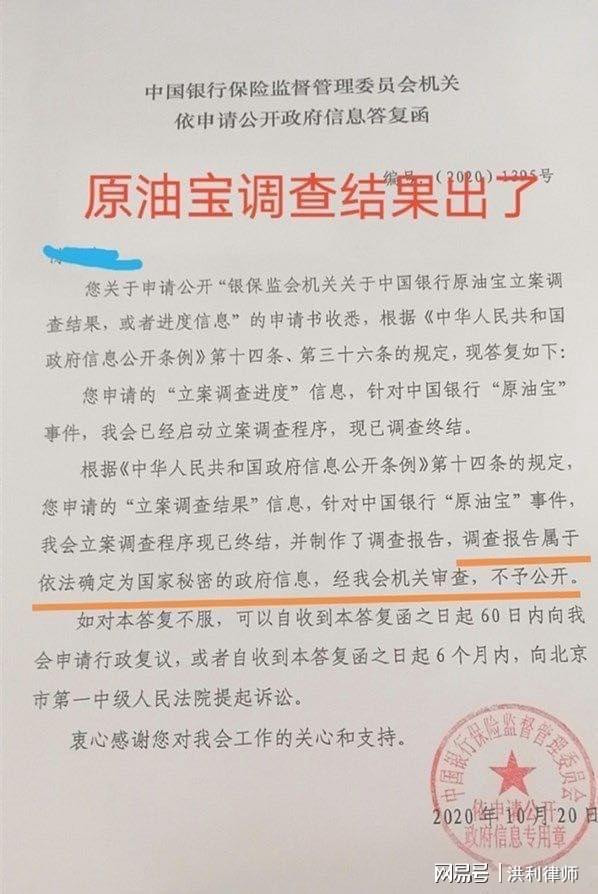 中国银行保险监督管理委员会机关
依申请公开政府信息答复函
编号：（2020）1395号
原油宝调查结果出了
您关于申请公开“银保监会机关关于中国银行原油宝立案调
查结果，或者进度信息”的申请书收悉，根据《中华人民共和国
政府信息公开条例》第十四条、第三十六条的规定，现答复如下：
您申请的“立案调查进度”信息，针对中国银行“原油宝”
事件，我会已经启动立案调查程序，现已调查终结。
根据《中华人民共和国政府信息公开条例》第十四条的规定，
您申请的“立案调查结果”信息，针对中国银行“原油宝”事件，
我会立案调查程序现已终结，并制作了调查报告，调查报告属于
依法确定为国家秘密的政府信息，经我会机关审查，不予公开。
如对本答复不服，可以自收到本答复函之日起60日内向我
会申请行政复议，或者自收到本答复函之日起6个月内，向北京
市第一中级人民法院提起诉讼。
衷心感谢您对我会工作的关心和支持。
中国银行保险监督管理委员会
依申请公开
政府信息专用章
2020年10月20日
网易号 | 洪利律师